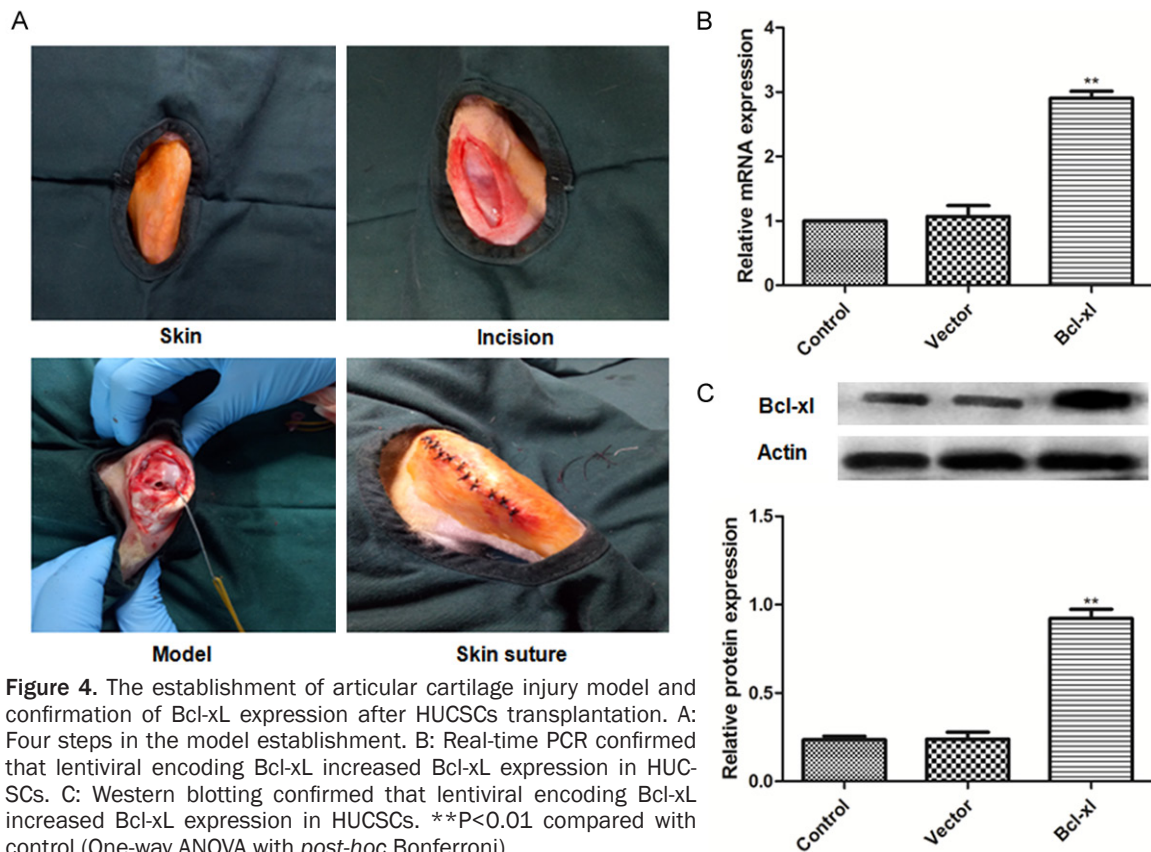 A
Skin
Incision
Model
Skin suture
Figure 4. The establishment of articular cartilage injury model and
confirmation of Bcl-xL expression after HUCSCs transplantation. A:
Four steps in the model establishment. B: Real-time PCR confirmed
that lentiviral encoding Bcl-xL increased Bcl-xL expression in HUC-
SCs. C: Western blotting confirmed that lentiviral encoding Bcl-xL
increased Bcl-xL expression in HUCSCs. **P<0.01 compared with
control (One-way ANOVA with post-hoc Bonferroni)
B
Relative mRNA expression
4
3
2
1
0
**
Control
Vector
Bcl-xl
C
Bcl-xl
Actin
Relative protein expression
1.5
1.0
0.5
0.0
**
Control
Vector
Bcl-xl